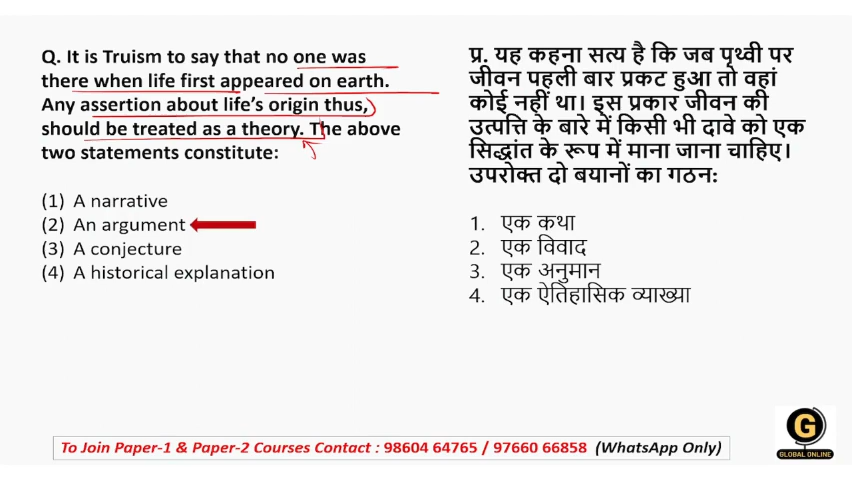 Q. It is Truism to say that no one was
there when life first appeared on earth.
Any assertion about life's origin thus,
should be treated as a theory. The above
two statements constitute:
(1) A narrative
(2) An argument
(3) A conjecture
(4) A historical explanation
प्र. यह कहना सत्य है कि जब पृथ्वी पर
जीवन पहली बार प्रकट हुआ तो वहां
कोई नहीं था। इस प्रकार जीवन की
उत्पत्ति के बारे में किसी भी दावे को एक
सिद्धांत के रूप में माना जाना चाहिए।
उपरोक्त दो बयानों का गठन:
1. एक कथा
2. एक विवाद
3. एक अनुमान
4. एक ऐतिहासिक व्याख्या
To Join Paper-1 & Paper-2 Courses Contact : 98604 64765 / 97660 66858 (WhatsApp Only)
G
GLOBAL ONLINE